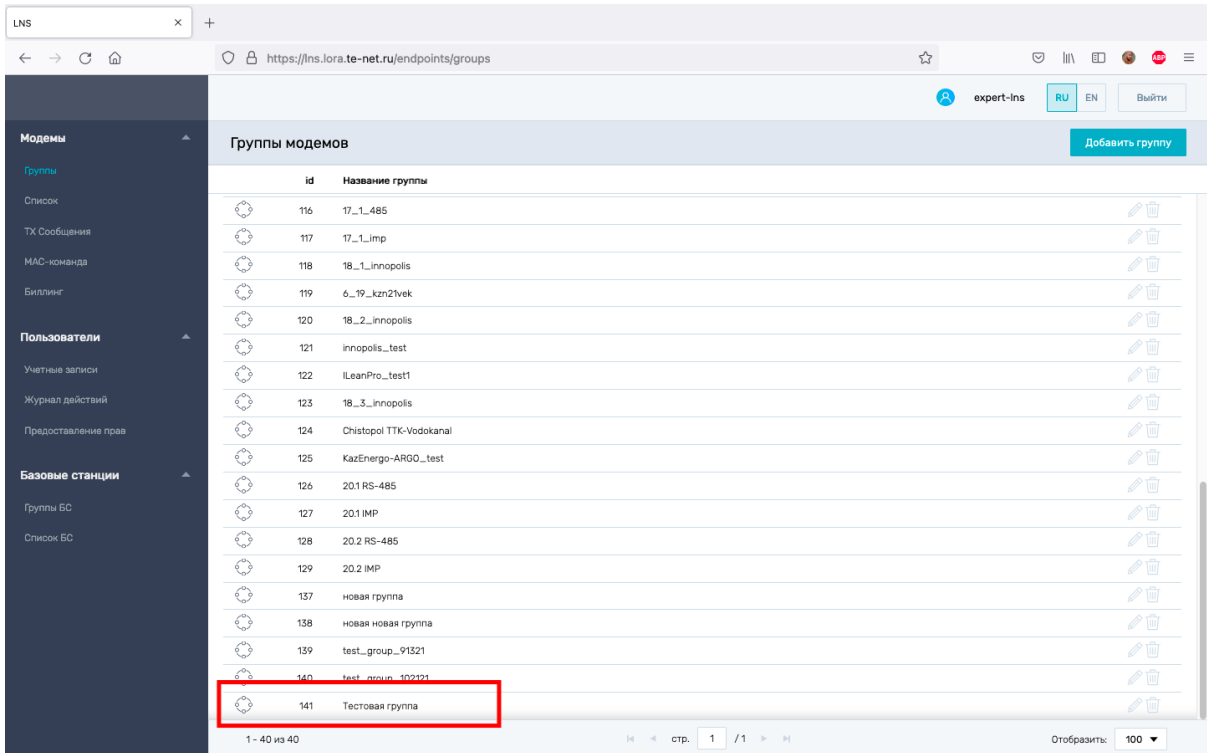 LNS
https://lns.lora.te-net.ru/endpoints/groups
ABP
expert-lns RU EN Выйти
Модемы
Группы
Список
TX Сообщения
MAC-команда
Биллинг
Пользователи
Учетные записи
Журнал действий
Предоставление прав
Базовые станции
Группы БС
Список БС
Группы модемов Добавить группу
id Название группы
116 17_1_485
117 17_1_imp
118 18_1_innopolis
119 6_19_kzn21vek
120 18_2_innopolis
121 innopolis_test
122 ILeanPro_test1
123 18_3_innopolis
124 Chistopol TTK-Vodokanal
125 KazEnergo-ARGO_test
126 20.1 RS-485
127 20.1 IMP
128 20.2 RS-485
129 20.2 IMP
137 новая группа
138 новая новая группа
139 test_group_91321
140 test_group_102121
141 Тестовая группа
1 - 40 из 40 стр. 1 / 1 Отобразить: 100